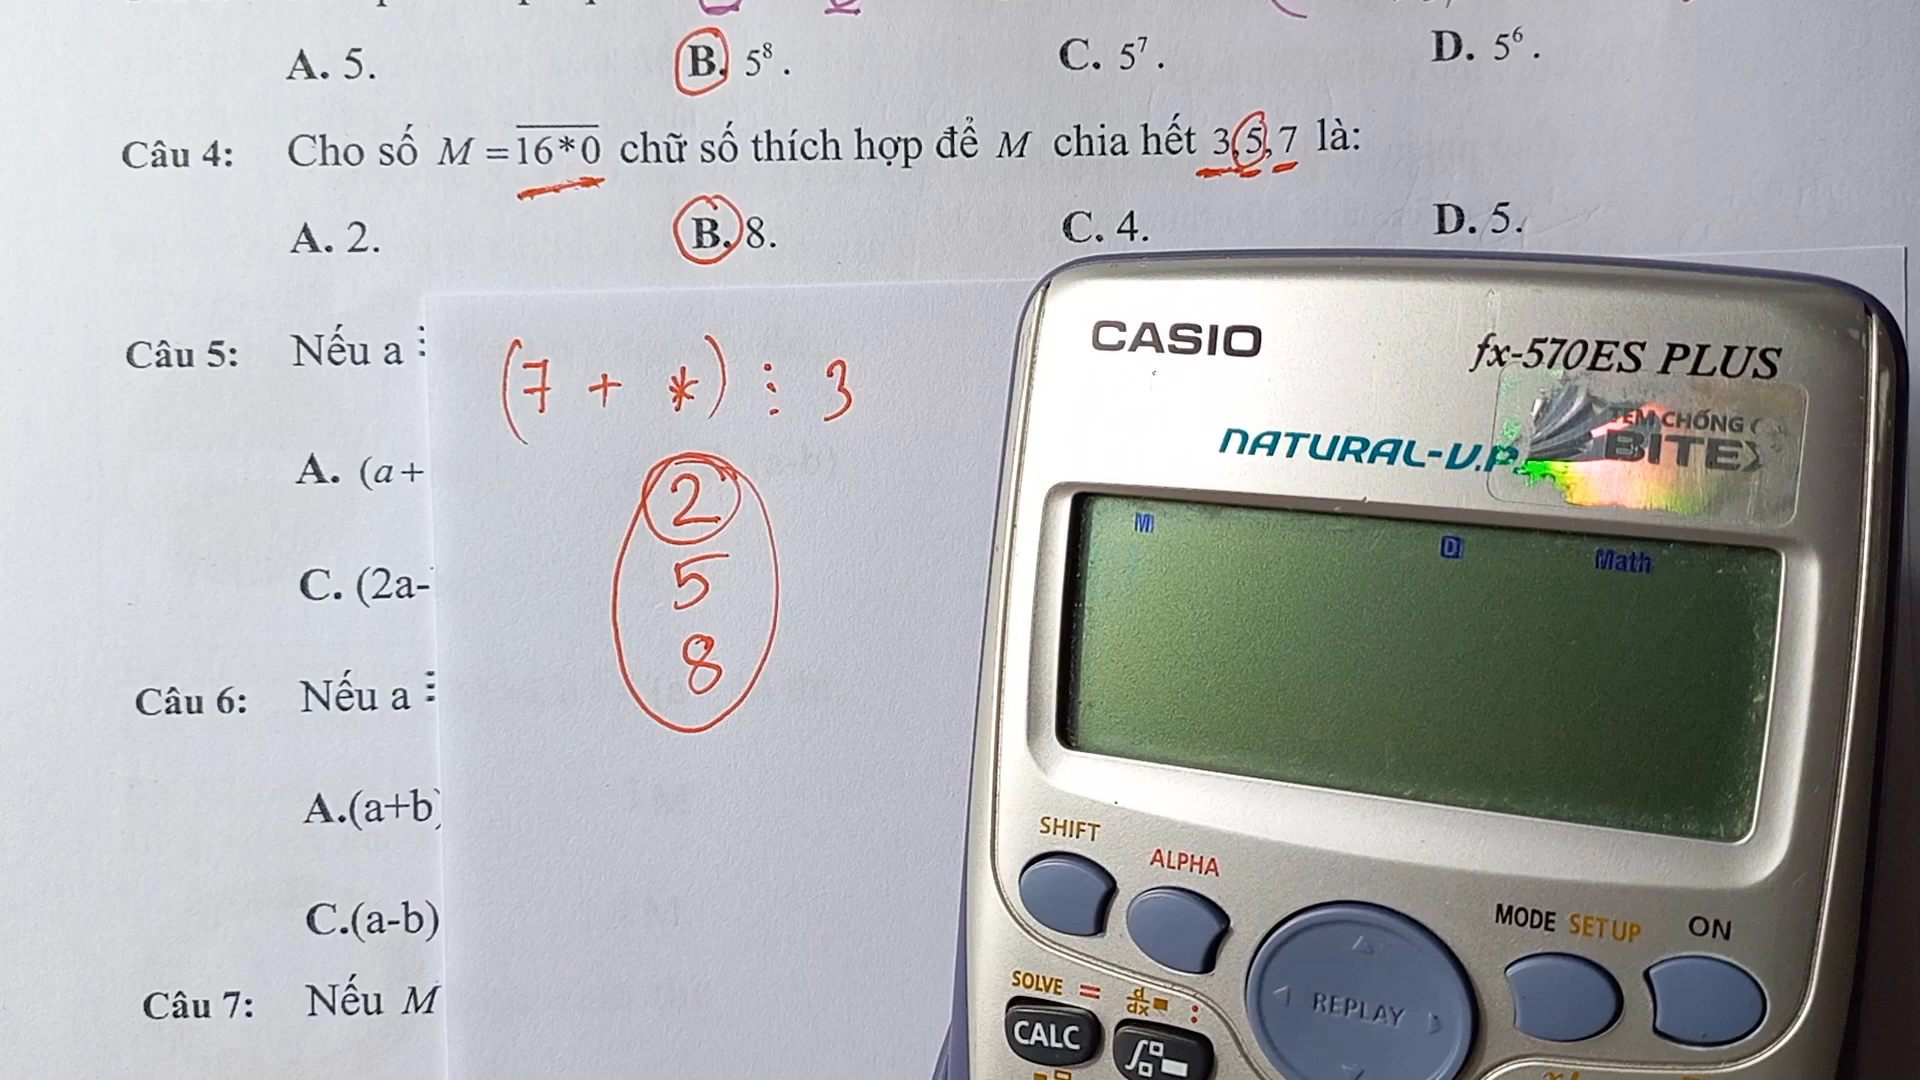 A. 5.
B. 5⁸ .
C. 5⁷ .
D. 5⁶ .
Câu 4: Cho số M = 16*0 chữ số thích hợp để M chia hết 3,5,7 là:
A. 2.
B. 8.
C. 4.
D. 5.
Câu 5: Nếu a ⋮
A. (a +
C. (2a-
Câu 6: Nếu a ⋮
A.(a+b)
C.(a-b)
Câu 7: Nếu M
(7 + *) ⋮ 3
2
5
8
CASIO
fx-570ES PLUS
NATURAL-V.P.
TEM CHỐNG
BITEX
M D Math
SHIFT
ALPHA
MODE SETUP ON
SOLVE = d/dx :
CALC
REPLAY